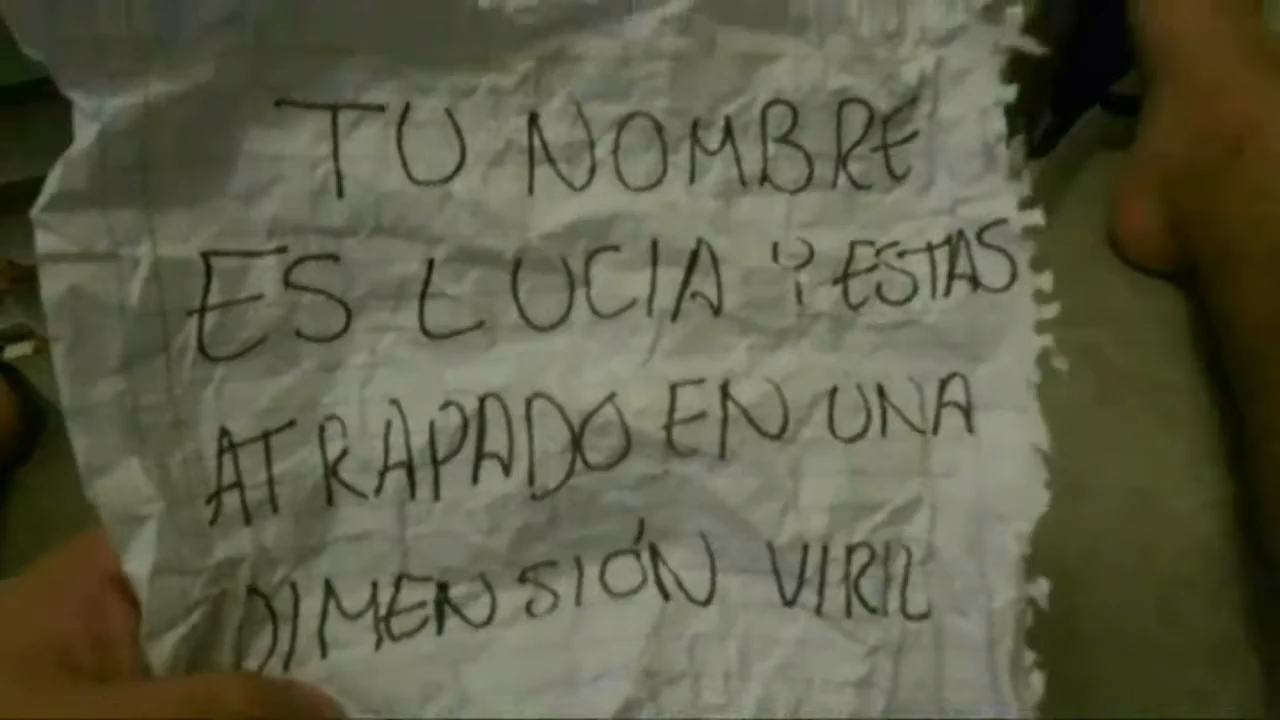 TU NOMBRE
ES LUCIA Y ESTAS
ATRAPADO EN UNA
DIMENSIÓN VIRIL